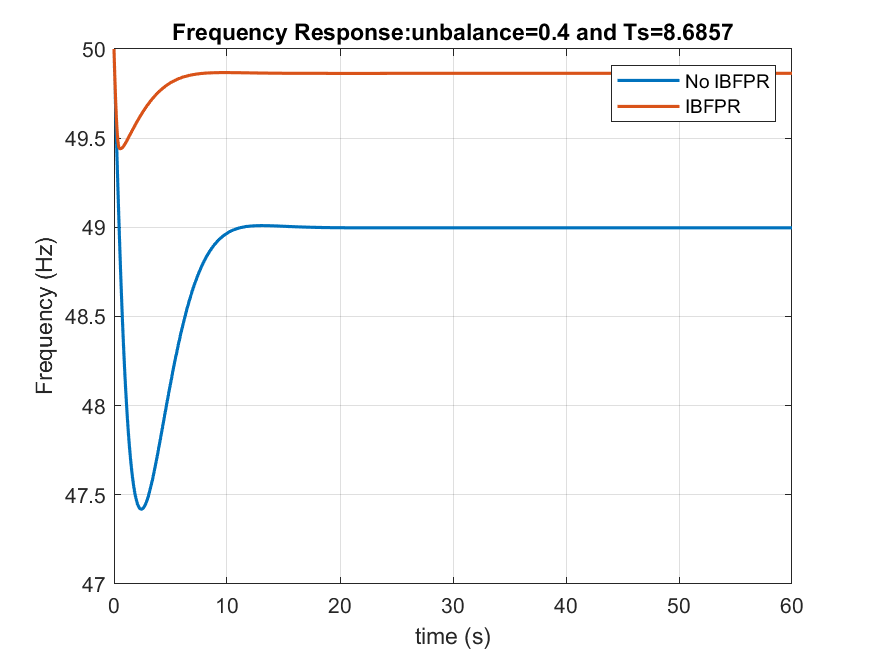 Frequency Response:unbalance=0.4 and Ts=8.6857
50
49.5
49
48.5
48
47.5
47
Frequency (Hz)
No IBFPR
IBFPR
0 10 20 30 40 50 60
time (s)